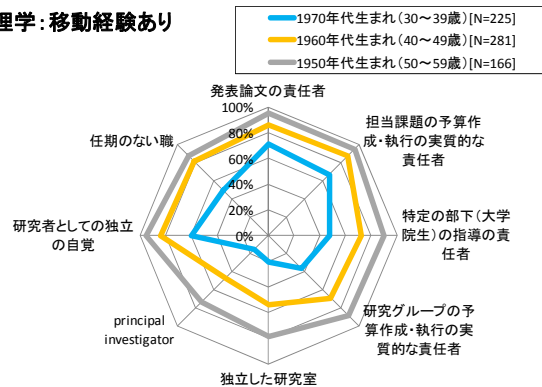 理学：移動経験あり
1970年代生まれ（30～39歳）[N=225]
1960年代生まれ（40～49歳）[N=281]
1950年代生まれ（50～59歳）[N=166]
発表論文の責任者
担当課題の予算作
成・執行の実質的な
責任者
特定の部下（大学
院生）の指導の責
任者
研究グループの予
算作成・執行の実
質的な責任者
独立した研究室
principal
investigator
研究者としての独立
の自覚
任期のない職
100%
80%
60%
40%
20%
0%